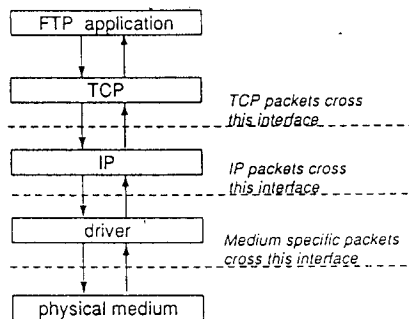 FTP application
TCP
TCP packets cross
this interface
IP
IP packets cross
this interface
driver
Medium specific packets
cross this interface
physical medium